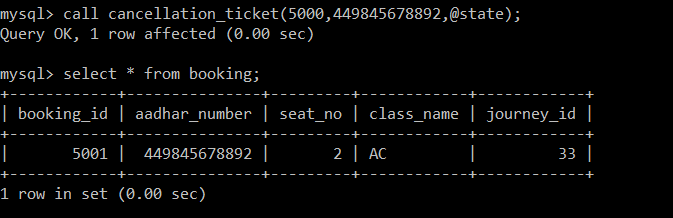 mysql> call cancellation_ticket(5000,449845678892,@state);
Query OK, 1 row affected (0.00 sec)

mysql> select * from booking;
+------------+---------------+---------+------------+------------+
| booking_id | aadhar_number | seat_no | class_name | journey_id |
+------------+---------------+---------+------------+------------+
|       5001 |  449845678892 |       2 | AC         |         33 |
+------------+---------------+---------+------------+------------+
1 row in set (0.00 sec)